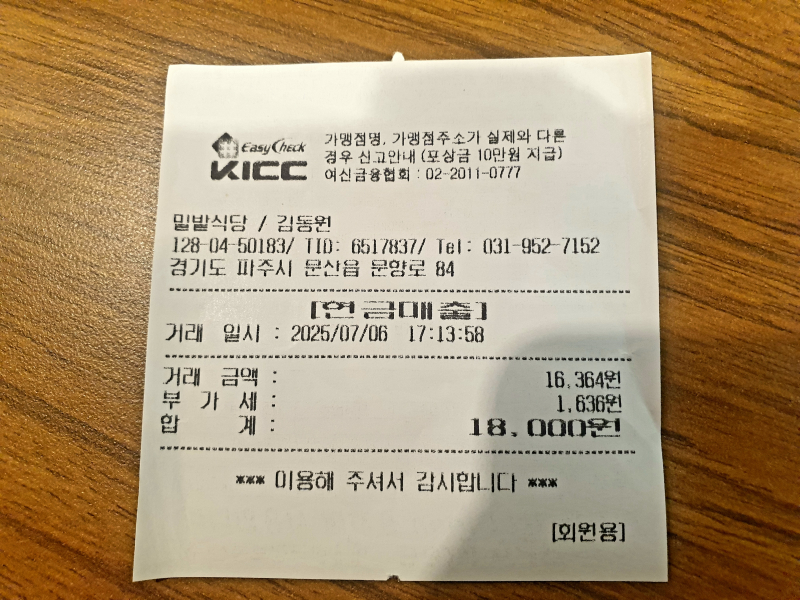 EasyCheck
KICC
가맹점명, 가맹점주소가 실제와 다른
경우 신고안내 (포상금 10만원 지급)
여신금융협회 : 02-2011-0777
밀밭식당 / 김동원
128-04-50183/ TID: 6517837/ Tel: 031-952-7152
경기도 파주시 문산읍 문향로 84
[현금매출]
거래 일시 : 2025/07/06 17:13:58
거래 금액 : 16,364원
부 가 세 : 1,636원
합 계 : 18,000원
*** 이용해 주셔서 감사합니다 ***
[회원용]